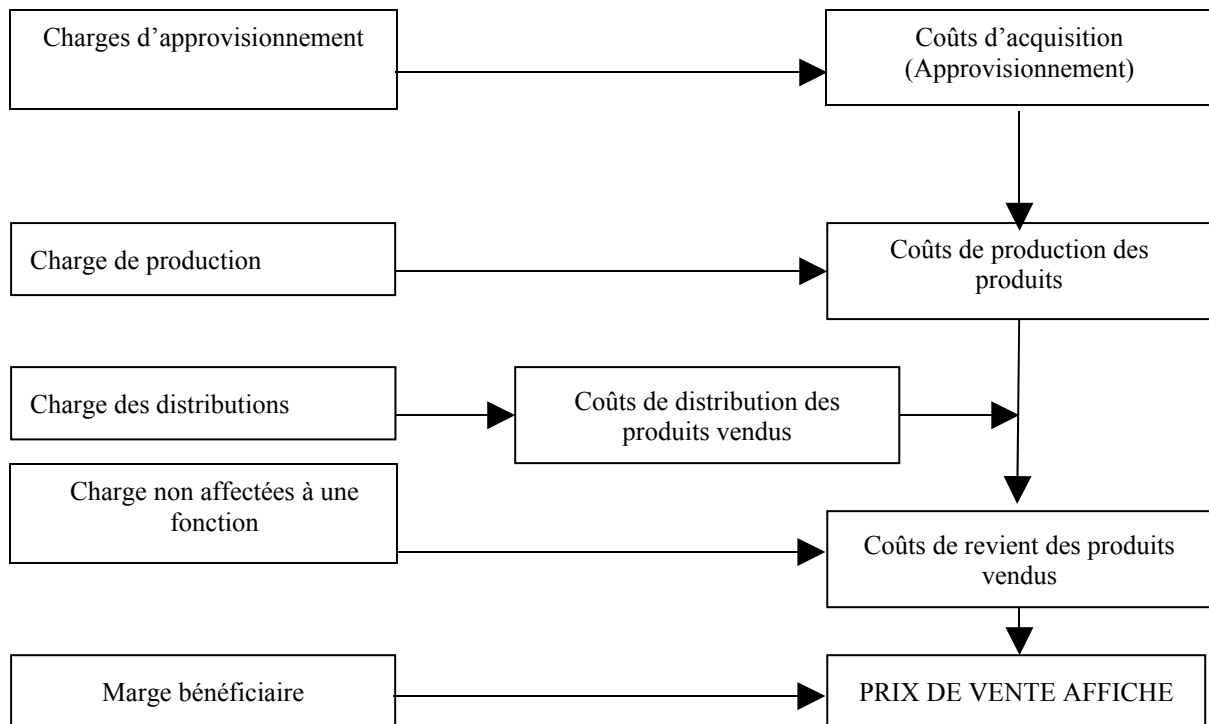 Charges d’approvisionnement
Coûts d’acquisition
(Approvisionnement)
Charge de production
Coûts de production des
produits
Charge des distributions
Coûts de distribution des
produits vendus
Charge non affectées à une
fonction
Coûts de revient des produits
vendus
Marge bénéficiaire
PRIX DE VENTE AFFICHE